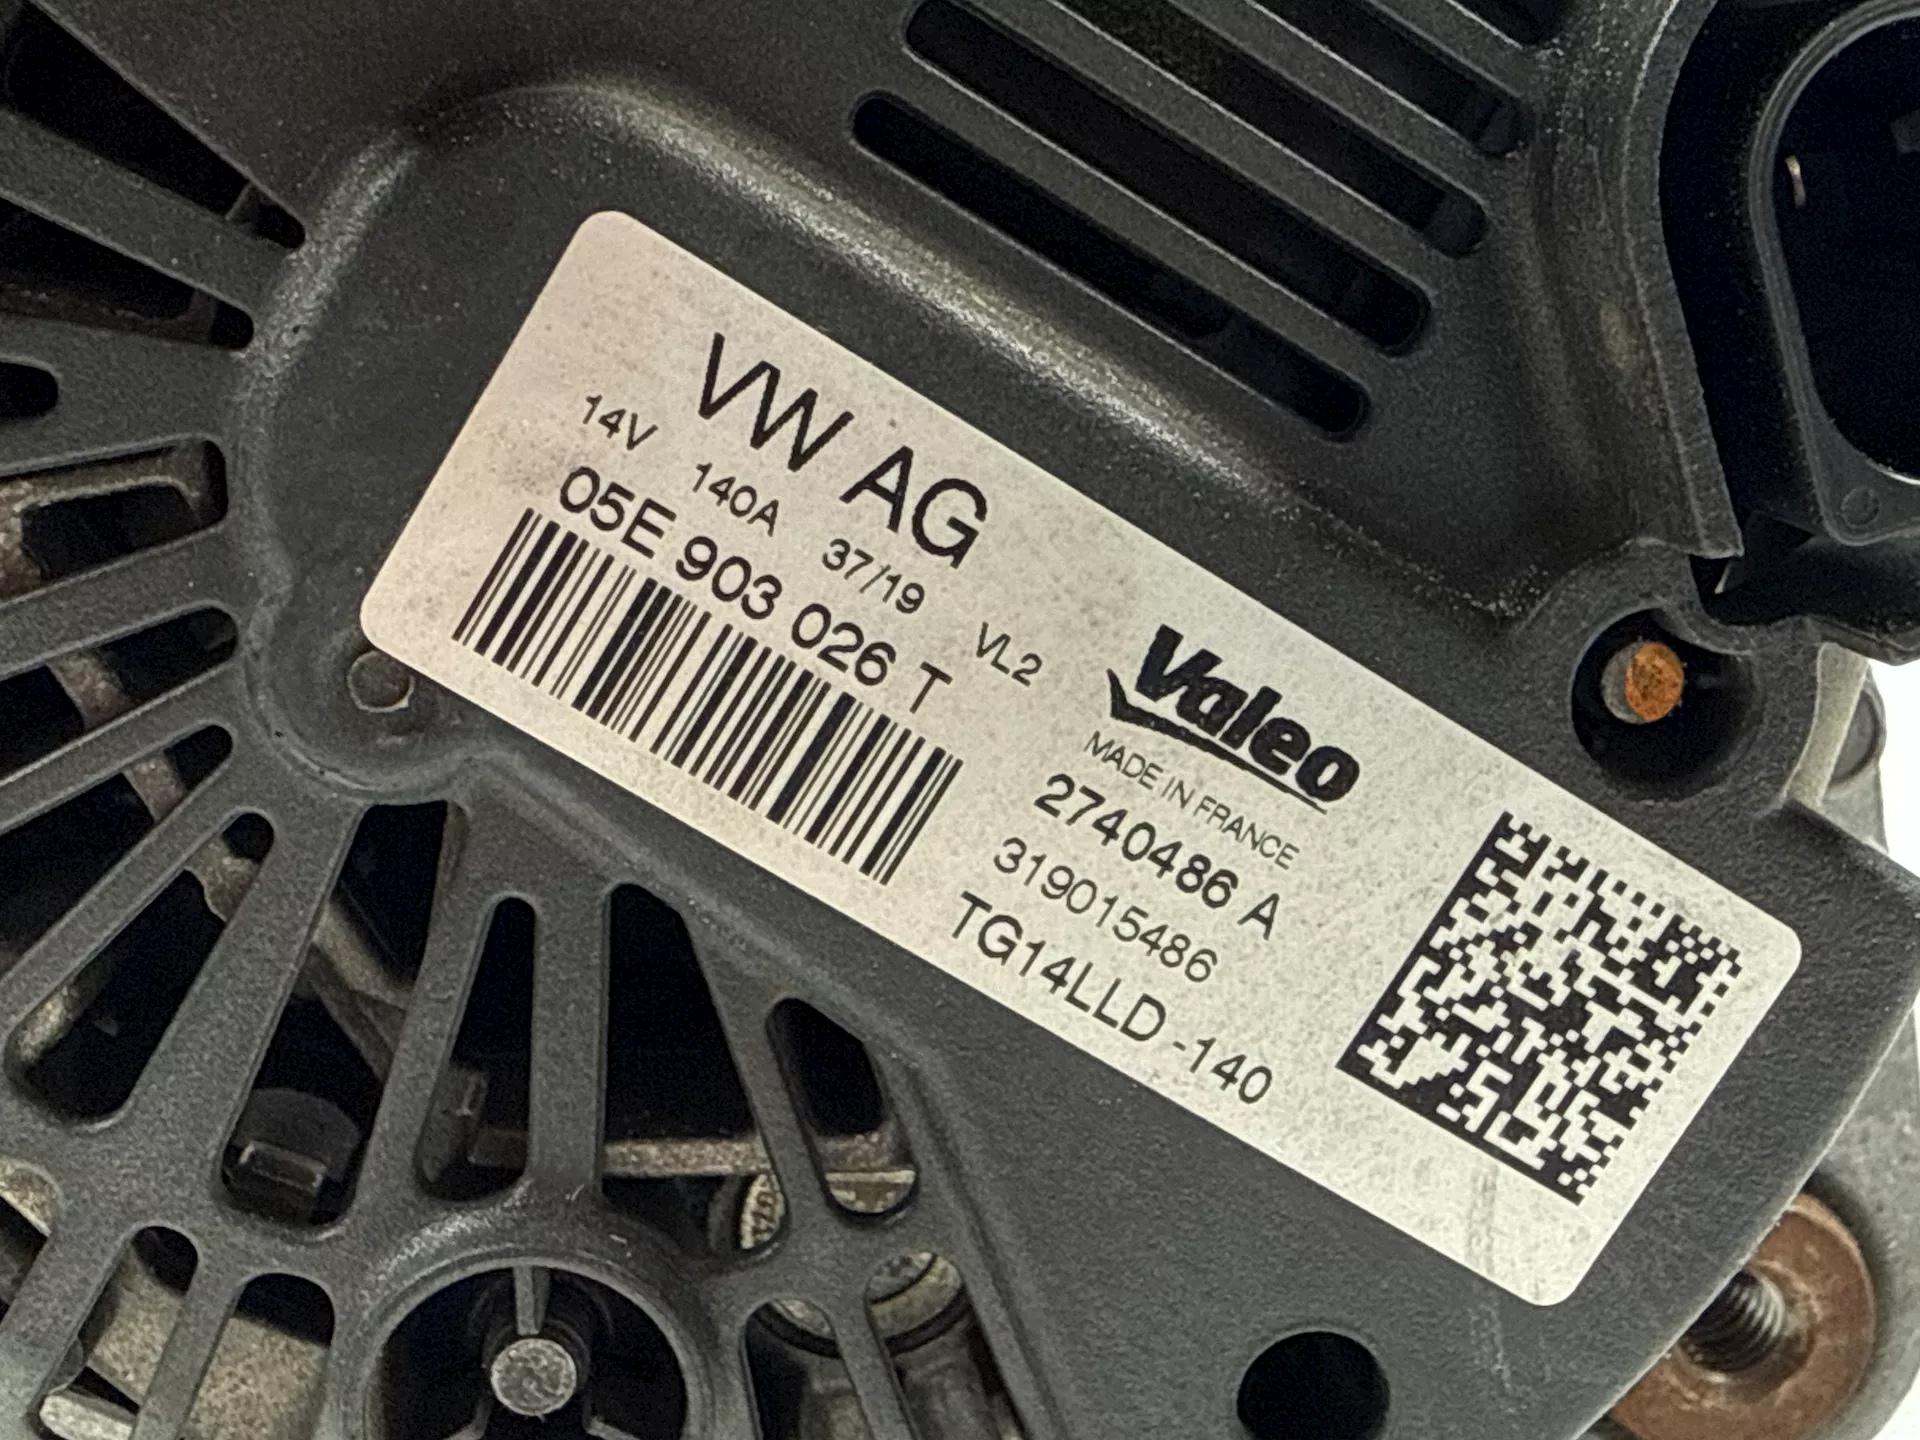 VW AG
14V 140A 37/19 VL2
05E 903 026 T
Valeo
MADE IN FRANCE
2740486 A
319015486
TG14LLD -140